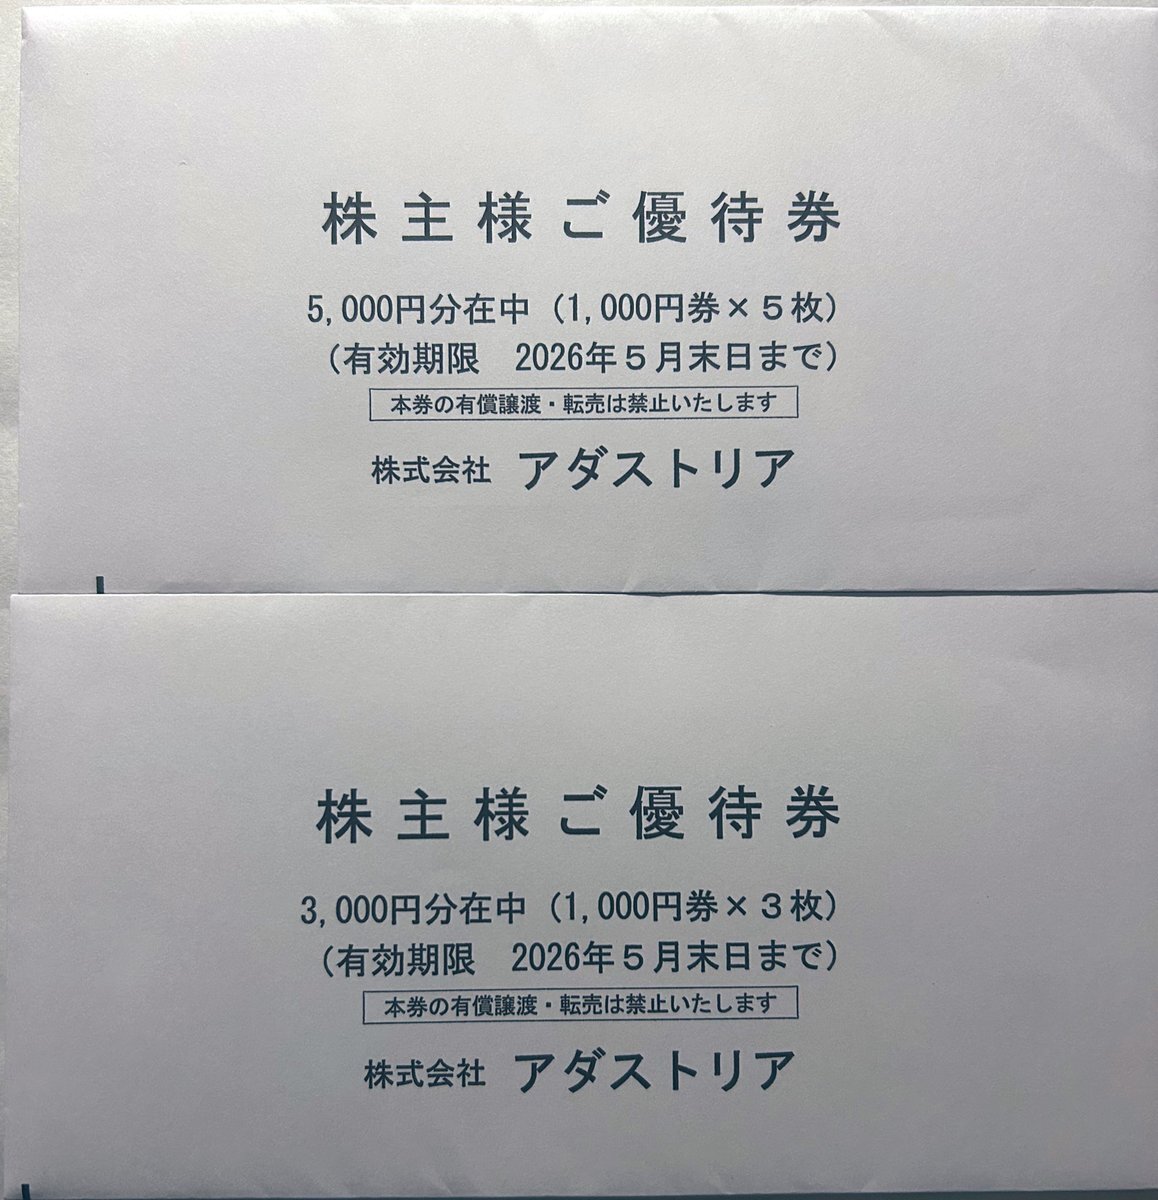 株主様ご優待券
5,000円分在中（1,000円券×５枚）
（有効期限　2026年５月末日まで）
本券の有償譲渡・転売は禁止いたします
株式会社　アダストリア
株主様ご優待券
3,000円分在中（1,000円券×３枚）
（有効期限　2026年５月末日まで）
本券の有償譲渡・転売は禁止いたします
株式会社　アダストリア